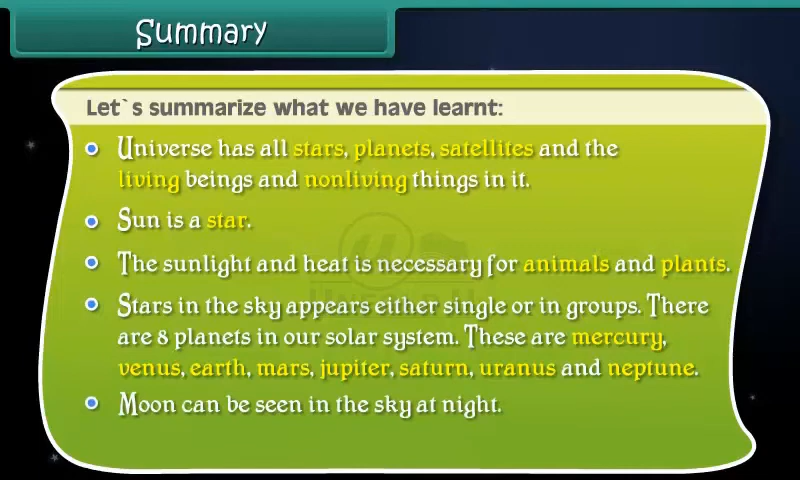 Summary
Let`s summarize what we have learnt:
Universe has all stars, planets, satellites and the
living beings and nonliving things in it.
Sun is a star.
The sunlight and heat is necessary for animals and plants.
Stars in the sky appears either single or in groups. There
are 8 planets in our solar system. These are mercury,
venus, earth, mars, jupiter, saturn, uranus and neptune.
Moon can be seen in the sky at night.